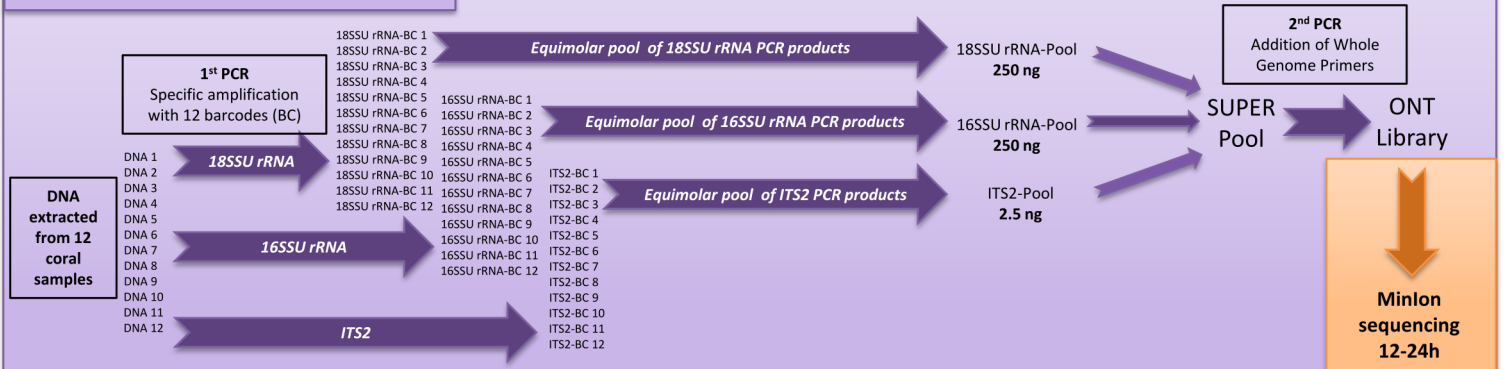 1st PCR
Specific amplification
with 12 barcodes (BC)
DNA
extracted
from 12
coral
samples
DNA 1
DNA 2
DNA 3
DNA 4
DNA 5
DNA 6
DNA 7
DNA 8
DNA 9
DNA 10
DNA 11
DNA 12
18SSU rRNA
16SSU rRNA
ITS2
18SSU rRNA-BC 1
18SSU rRNA-BC 2
18SSU rRNA-BC 3
18SSU rRNA-BC 4
18SSU rRNA-BC 5
18SSU rRNA-BC 6
18SSU rRNA-BC 7
18SSU rRNA-BC 8
18SSU rRNA-BC 9
18SSU rRNA-BC 10
18SSU rRNA-BC 11
18SSU rRNA-BC 12
16SSU rRNA-BC 1
16SSU rRNA-BC 2
16SSU rRNA-BC 3
16SSU rRNA-BC 4
16SSU rRNA-BC 5
16SSU rRNA-BC 6
16SSU rRNA-BC 7
16SSU rRNA-BC 8
16SSU rRNA-BC 9
16SSU rRNA-BC 10
16SSU rRNA-BC 11
16SSU rRNA-BC 12
ITS2-BC 1
ITS2-BC 2
ITS2-BC 3
ITS2-BC 4
ITS2-BC 5
ITS2-BC 6
ITS2-BC 7
ITS2-BC 8
ITS2-BC 9
ITS2-BC 10
ITS2-BC 11
ITS2-BC 12
Equimolar pool of 18SSU rRNA PCR products
Equimolar pool of 16SSU rRNA PCR products
Equimolar pool of ITS2 PCR products
18SSU rRNA-Pool
250 ng
16SSU rRNA-Pool
250 ng
ITS2-Pool
2.5 ng
2nd PCR
Addition of Whole
Genome Primers
SUPER
Pool
ONT
Library
MinIon
sequencing
12-24h